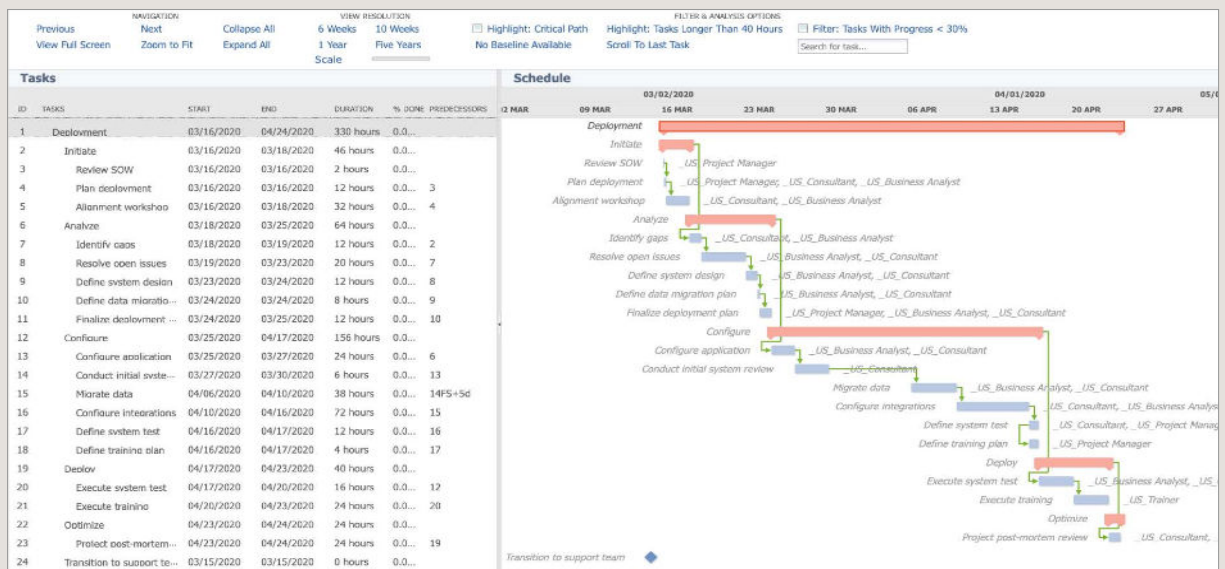 NAVIGATION VIEW RESOLUTION FILTER & ANALYSIS OPTIONS
Previous Next Collapse All 6 Weeks 10 Weeks Highlight: Critical Path Highlight: Tasks Longer Than 40 Hours Filter: Tasks With Progress < 30%
View Full Screen Zoom to Fit Expand All 1 Year Five Years No Baseline Available Scroll To Last Task Search for task...
Scale
Tasks Schedule
03/02/2020 04/01/2020 05/0
ID TASKS START END DURATION % DONE PREDECESSORS 2 MAR 09 MAR 16 MAR 23 MAR 30 MAR 06 APR 13 APR 20 APR 27 APR
1 Deployment 03/16/2020 04/24/2020 330 hours 0.0... Deployment
2 Initiate 03/16/2020 03/18/2020 46 hours 0.0... Initiate
3 Review SOW 03/16/2020 03/16/2020 2 hours 0.0... Review SOW _US_Project Manager
4 Plan deployment 03/16/2020 03/16/2020 12 hours 0.0... 3 Plan deployment _US_Project Manager, _US_Consultant, _US_Business Analyst
5 Alignment workshop 03/16/2020 03/18/2020 32 hours 0.0... 4 Alignment workshop _US_Consultant, _US_Business Analyst
6 Analyze 03/18/2020 03/25/2020 64 hours 0.0... Analyze
7 Identify gaps 03/18/2020 03/19/2020 12 hours 0.0... 2 Identify gaps _US_Consultant, _US_Business Analyst
8 Resolve open issues 03/19/2020 03/23/2020 20 hours 0.0... 7 Resolve open issues _US_Business Analyst, _US_Consultant
9 Define system design 03/23/2020 03/24/2020 12 hours 0.0... 8 Define system design _US_Business Analyst, _US_Consultant
10 Define data migratio... 03/24/2020 03/24/2020 8 hours 0.0... 9 Define data migration plan _US_Business Analyst, _US_Consultant
11 Finalize deployment ... 03/24/2020 03/25/2020 12 hours 0.0... 10 Finalize deployment plan _US_Project Manager, _US_Business Analyst, _US_Consultant
12 Configure 03/25/2020 04/17/2020 156 hours 0.0... Configure
13 Configure application 03/25/2020 03/27/2020 24 hours 0.0... 6 Configure application _US_Business Analyst, _US_Consultant
14 Conduct initial syste... 03/27/2020 03/30/2020 6 hours 0.0... 13 Conduct initial system review _US_Consultant
15 Migrate data 04/06/2020 04/10/2020 38 hours 0.0... 14FS+5d Migrate data _US_Business Analyst, _US_Consultant
16 Configure integrations 04/10/2020 04/16/2020 72 hours 0.0... 15 Configure integrations _US_Consultant, _US_Business Analys
17 Define system test 04/16/2020 04/17/2020 12 hours 0.0... 16 Define system test _US_Consultant, _US_Project Manag
18 Define training plan 04/16/2020 04/17/2020 4 hours 0.0... 17 Define training plan _US_Project Manager
19 Deploy 04/17/2020 04/23/2020 40 hours 0.0... Deploy
20 Execute system test 04/17/2020 04/20/2020 16 hours 0.0... 12 Execute system test _US_Business Analyst, _US_
21 Execute training 04/20/2020 04/23/2020 24 hours 0.0... 20 Execute training _US_Trainer
22 Optimize 04/23/2020 04/24/2020 24 hours 0.0... Optimize
23 Project post-mortem... 04/23/2020 04/24/2020 24 hours 0.0... 19 Project post-mortem review _US_Consultant, _
24 Transition to support te... 03/15/2020 03/15/2020 0 hours 0.0... Transition to support team